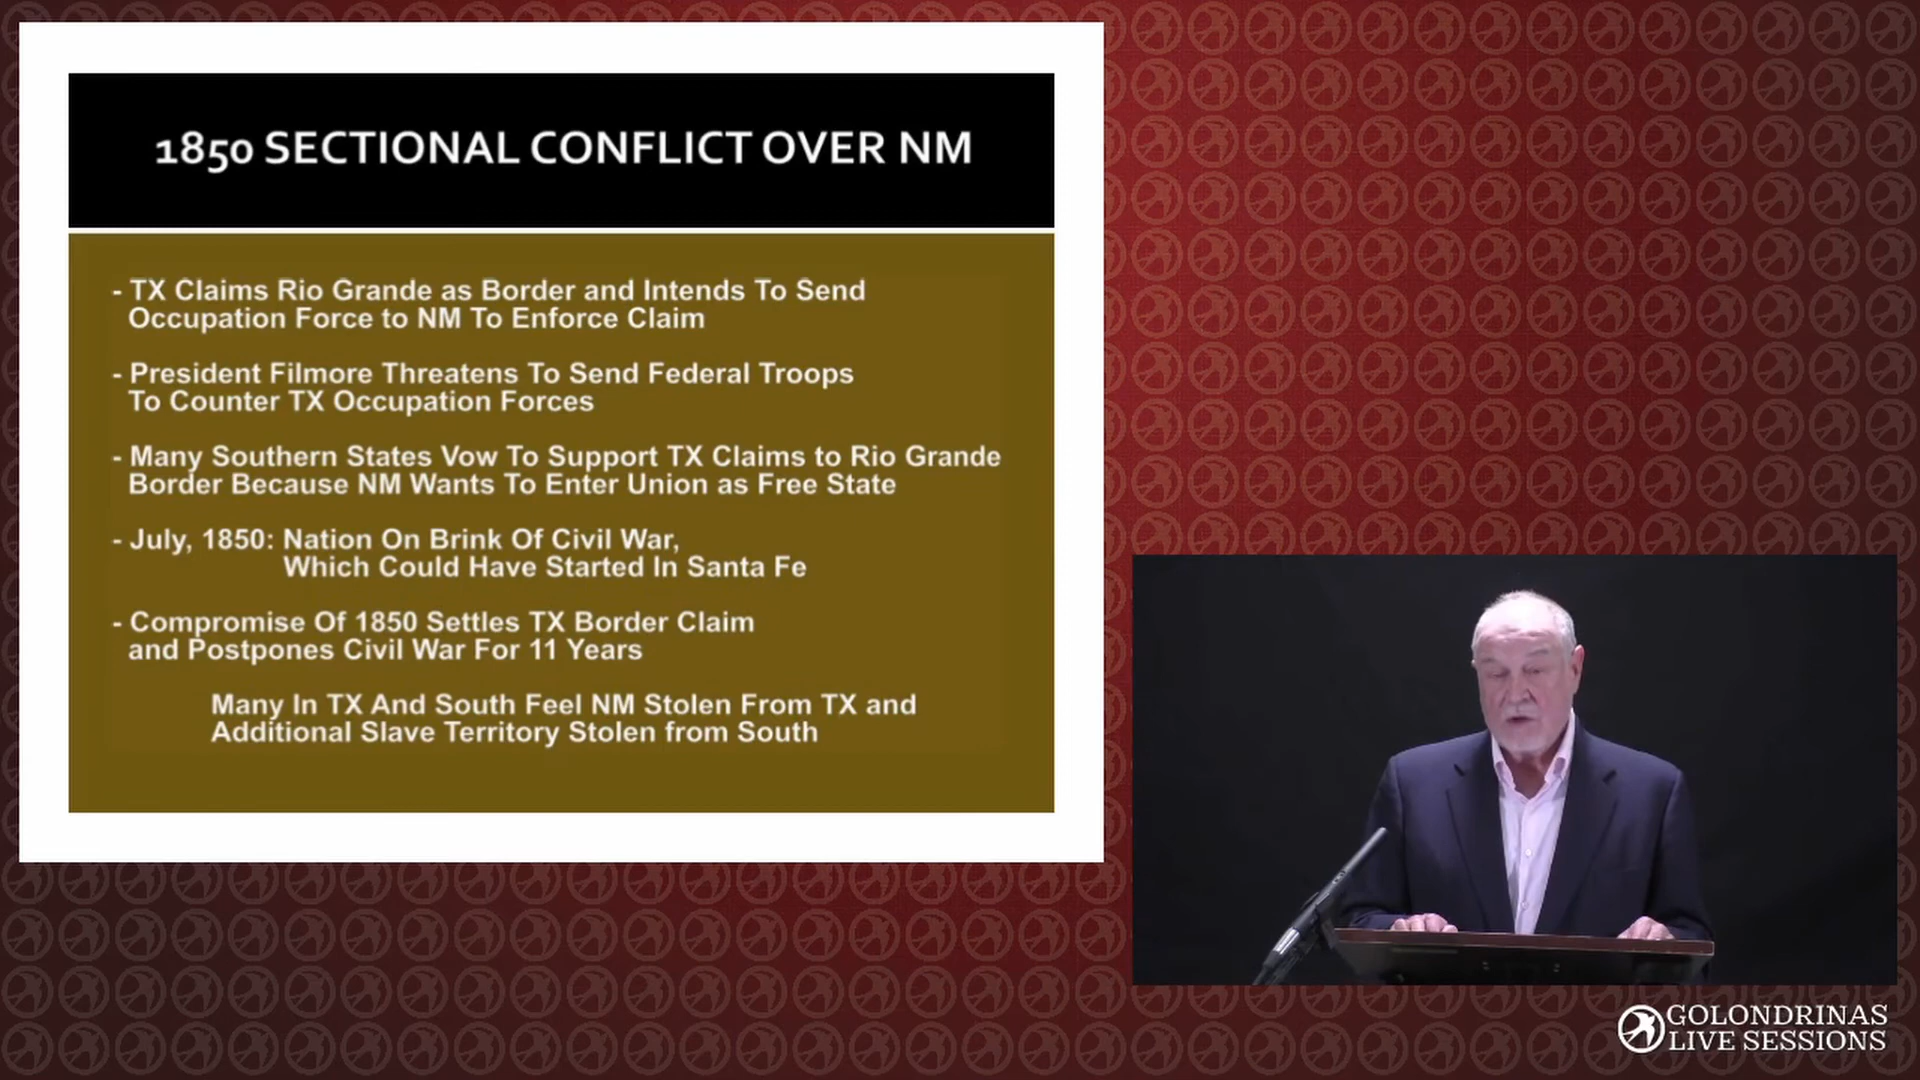 1850 SECTIONAL CONFLICT OVER NM
- TX Claims Rio Grande as Border and Intends To Send
Occupation Force to NM To Enforce Claim
- President Filmore Threatens To Send Federal Troops
To Counter TX Occupation Forces
- Many Southern States Vow To Support TX Claims to Rio Grande
Border Because NM Wants To Enter Union as Free State
- July, 1850: Nation On Brink Of Civil War,
Which Could Have Started In Santa Fe
- Compromise Of 1850 Settles TX Border Claim
and Postpones Civil War For 11 Years
Many In TX And South Feel NM Stolen From TX and
Additional Slave Territory Stolen from South
GOLONDRINAS
LIVE SESSIONS